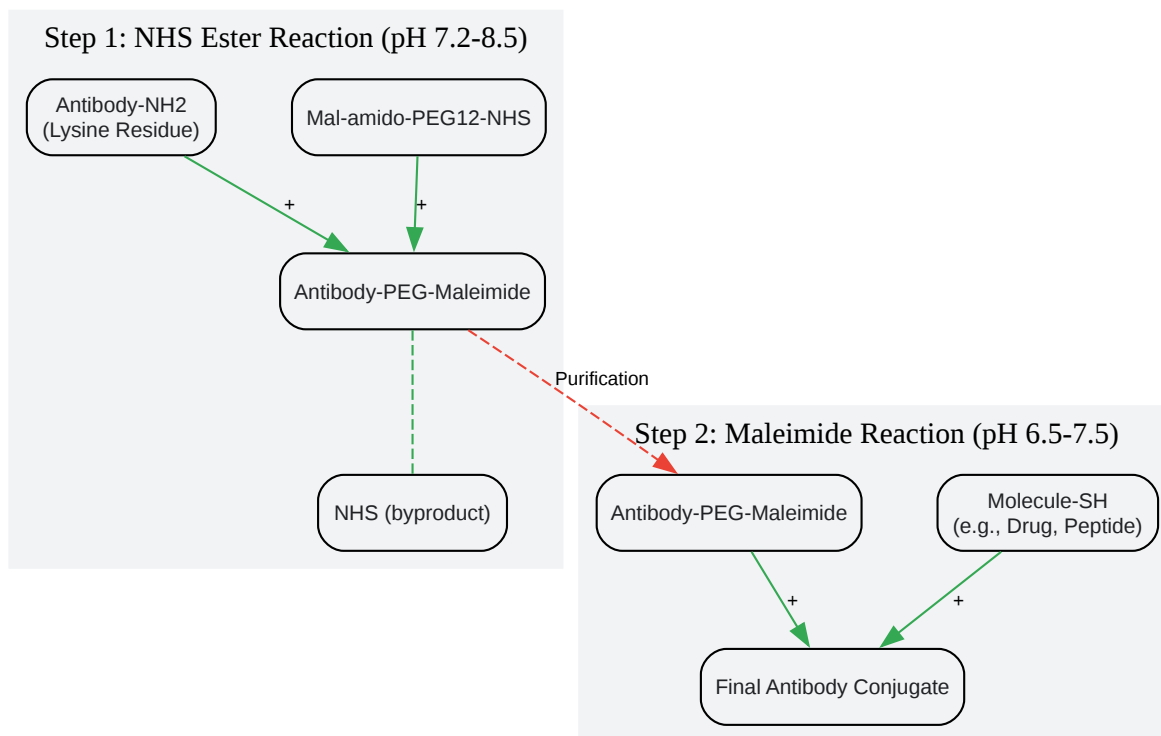 Step 1: NHS Ester Reaction (pH 7.2-8.5)
Antibody-NH2
(Lysine Residue)
Mal-amido-PEG12-NHS
+
+
Antibody-PEG-Maleimide
Purification
NHS (byproduct)
Step 2: Maleimide Reaction (pH 6.5-7.5)
Antibody-PEG-Maleimide
Molecule-SH
(e.g., Drug, Peptide)
+
+
Final Antibody Conjugate